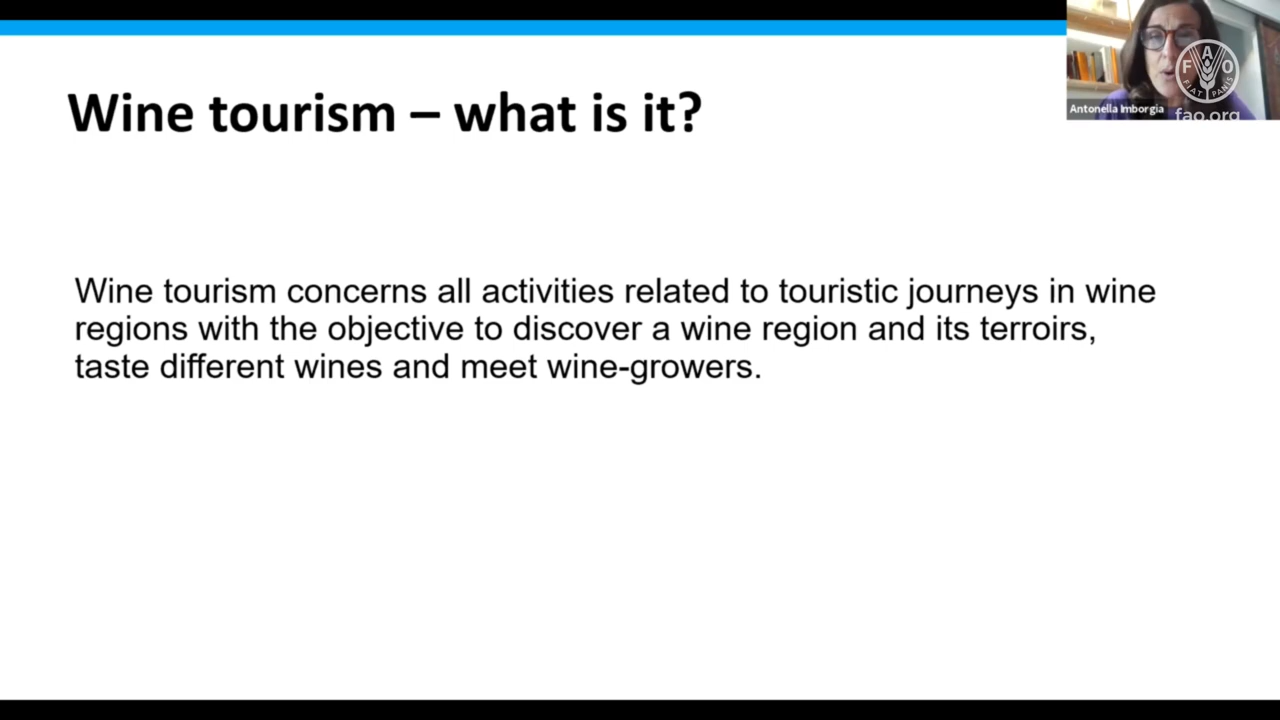 Wine tourism – what is it?
Wine tourism concerns all activities related to touristic journeys in wine
regions with the objective to discover a wine region and its terroirs,
taste different wines and meet wine-growers.
Antonella Imborgia
F A O
FIAT PANIS
fao.org